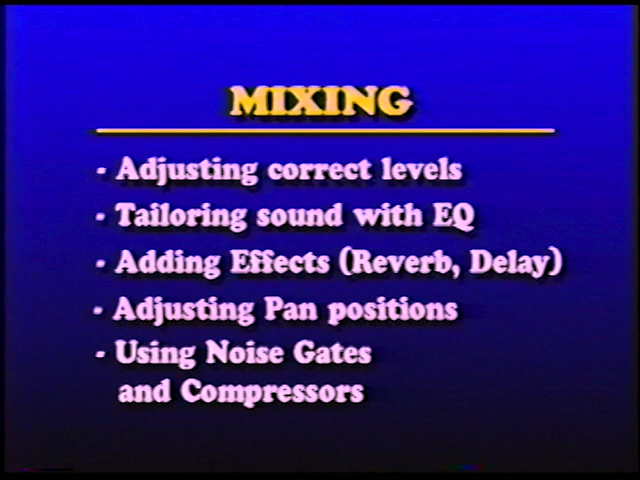 MIXING
- Adjusting correct levels
- Tailoring sound with EQ
- Adding Effects (Reverb, Delay)
- Adjusting Pan positions
- Using Noise Gates
and Compressors